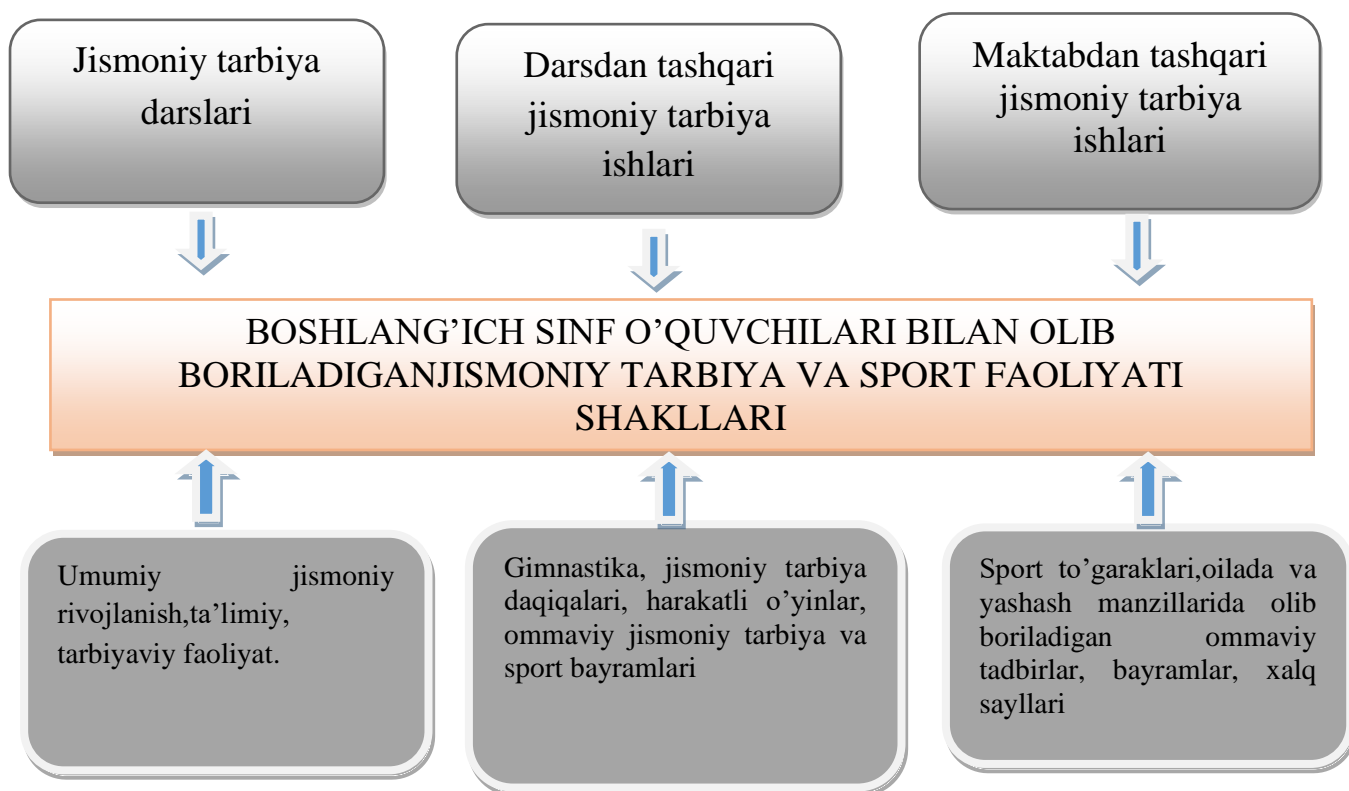 Jismoniy tarbiya
darslari
Darsdan tashqari
jismoniy tarbiya
ishlari
Maktabdan tashqari
jismoniy tarbiya
ishlari
BOSHLANG’ICH SINF O’QUVCHILARI BILAN OLIB
BORILADIGANJISMONIY TARBIYA VA SPORT FAOLIYATI
SHAKLLARI
Umumiy jismoniy
rivojlanish,ta’limiy,
tarbiyaviy faoliyat.
Gimnastika, jismoniy tarbiya
daqiqalari, harakatli o’yinlar,
ommaviy jismoniy tarbiya va
sport bayramlari
Sport to’garaklari,oilada va
yashash manzillarida olib
boriladigan ommaviy
tadbirlar, bayramlar, xalq
sayllari